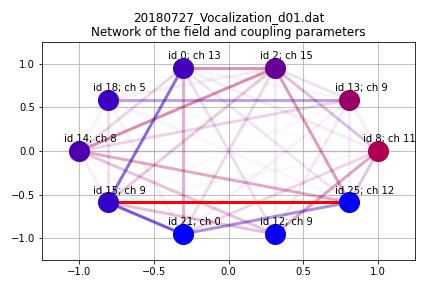 20180727_Vocalization_d01.dat
Network of the field and coupling parameters
id 0; ch 13
id 2; ch 15
id 18; ch 5
id 13; ch 9
id 14; ch 8
id 8; ch 11
id 15; ch 9
id 25; ch 12
id 21; ch 0
id 12; ch 9
1.0
0.5
0.0
−0.5
−1.0
−1.0 −0.5 0.0 0.5 1.0